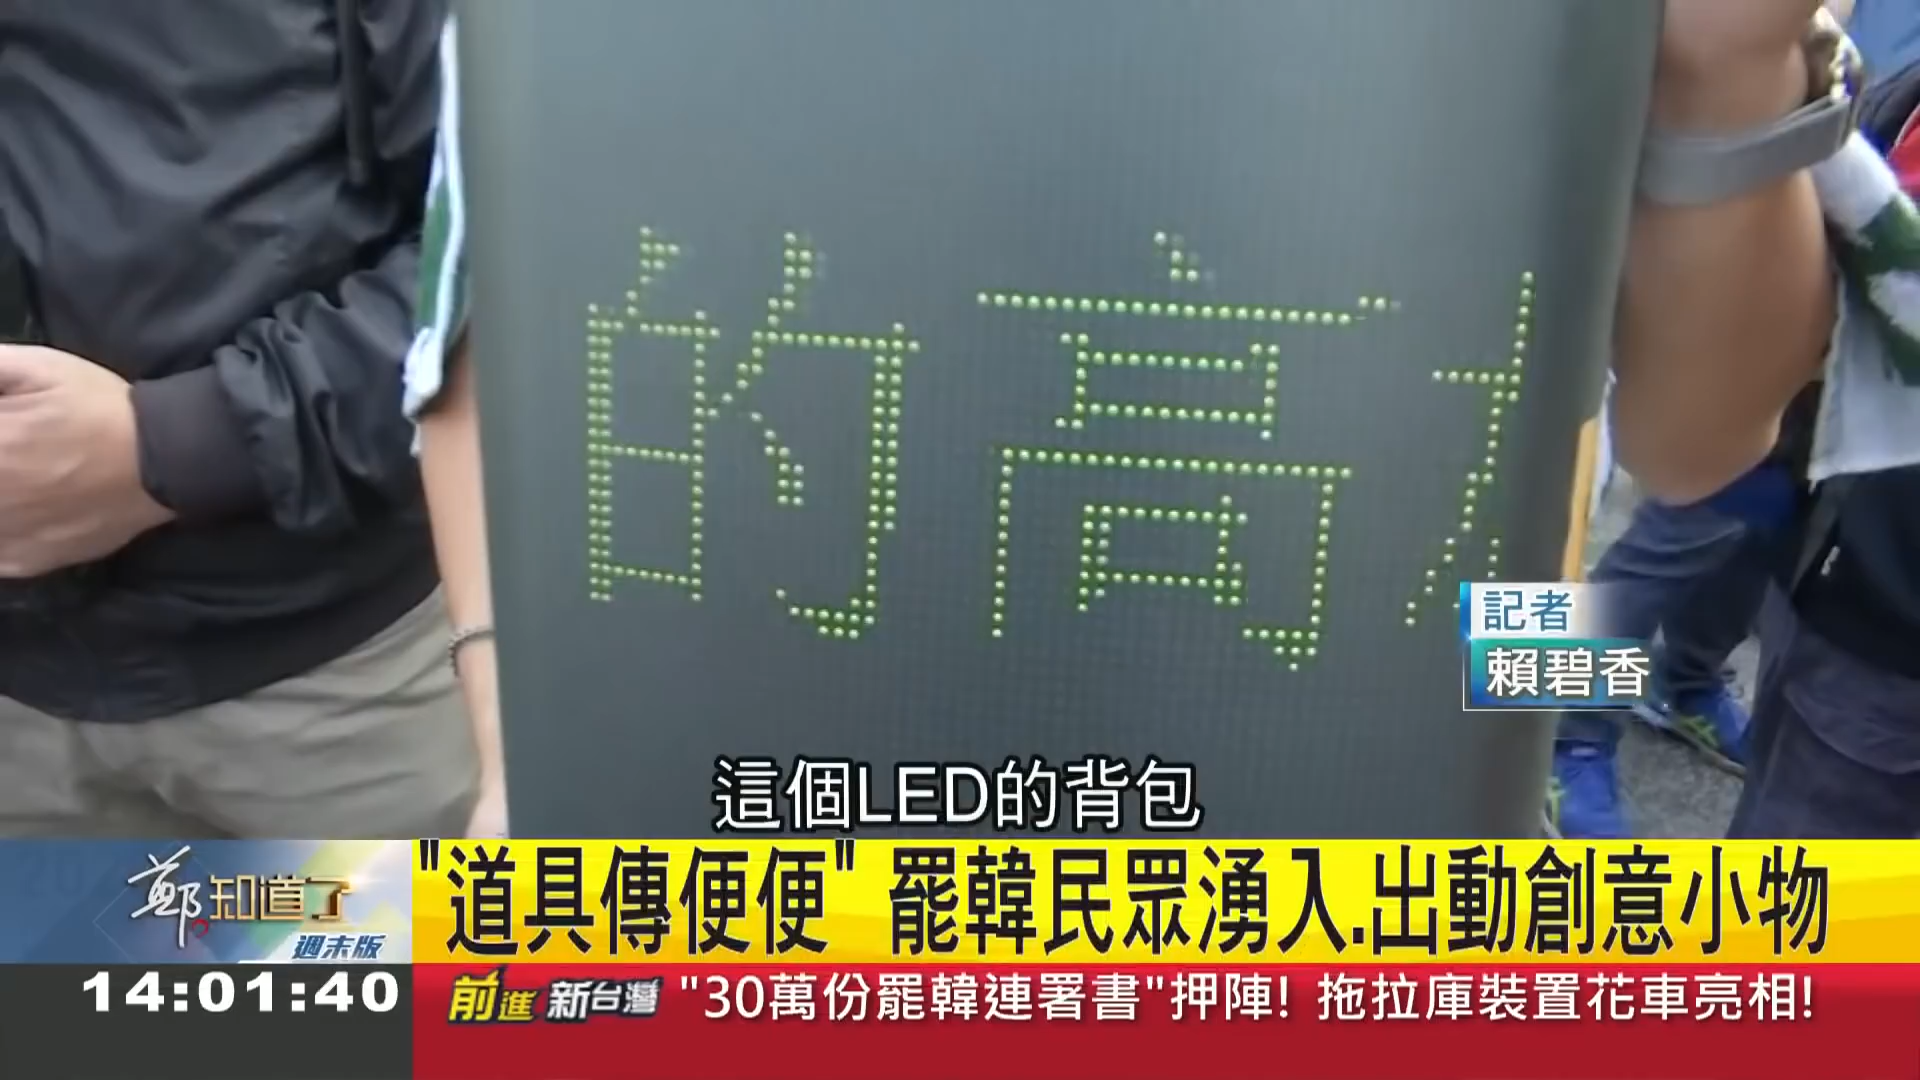 的高
記者
賴碧香
這個LED的背包
"道具傳便便" 罷韓民眾湧入.出動創意小物
鄭知道了
週末版
14:01:40
前進新台灣 "30萬份罷韓連署書"押陣! 拖拉庫裝置花車亮相!